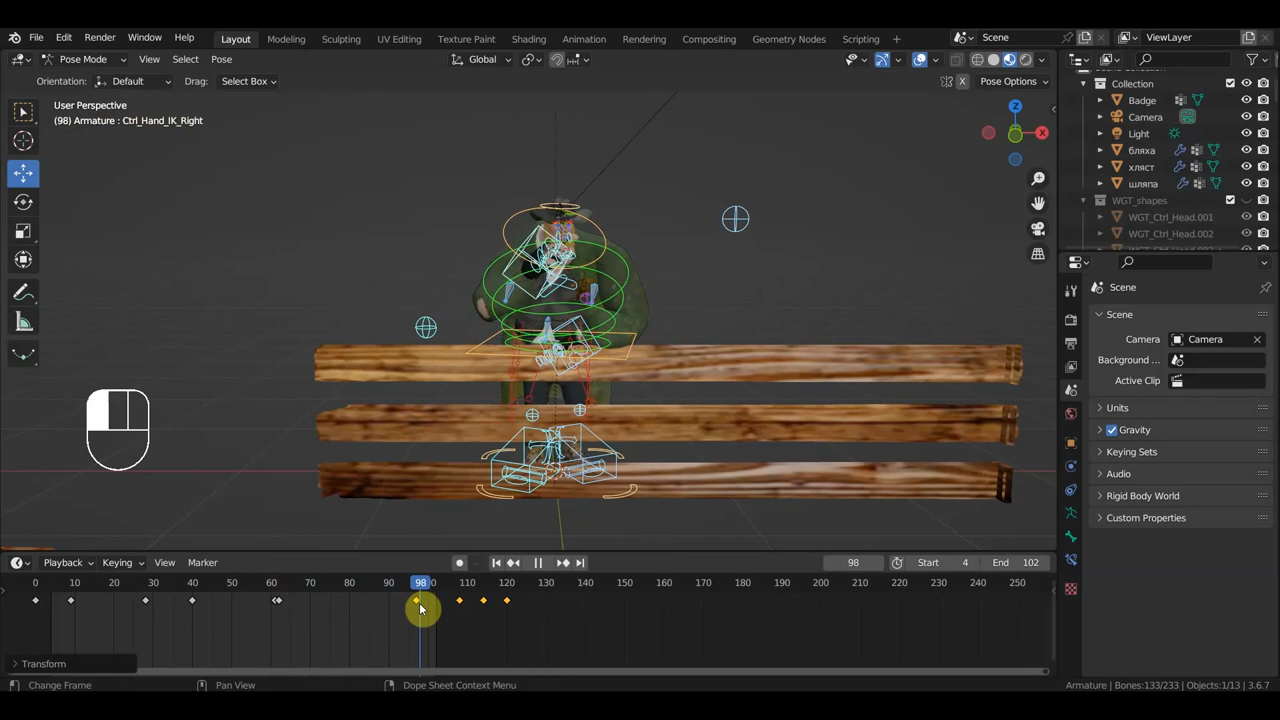 File Edit Render Window Help Layout Modeling Sculpting UV Editing Texture Paint Shading Animation Rendering Compositing Geometry Nodes Scripting + Scene ViewLayer
Pose Mode View Select Pose Global
Orientation: Default Drag: Select Box X Pose Options
User Perspective
(98) Armature : Ctrl_Hand_IK_Right
Z
X
Collection
Badge
Camera
Light
бляха
хляст
шляпа
WGT_shapes
WGT_Ctrl_Head.001
WGT_Ctrl_Head.002
Scene
Scene
Camera Camera
Background ...
Active Clip
Units
Gravity
Keying Sets
Audio
Rigid Body World
Custom Properties
Playback Keying View Marker 98 Start 4 End 102
0 10 20 30 40 50 60 70 80 90 98 110 120 130 140 150 160 170 180 190 200 210 220 230 240 250
Transform
Change Frame Pan View Dope Sheet Context Menu Armature | Bones:133/233 | Objects:1/13 | 3.6.7